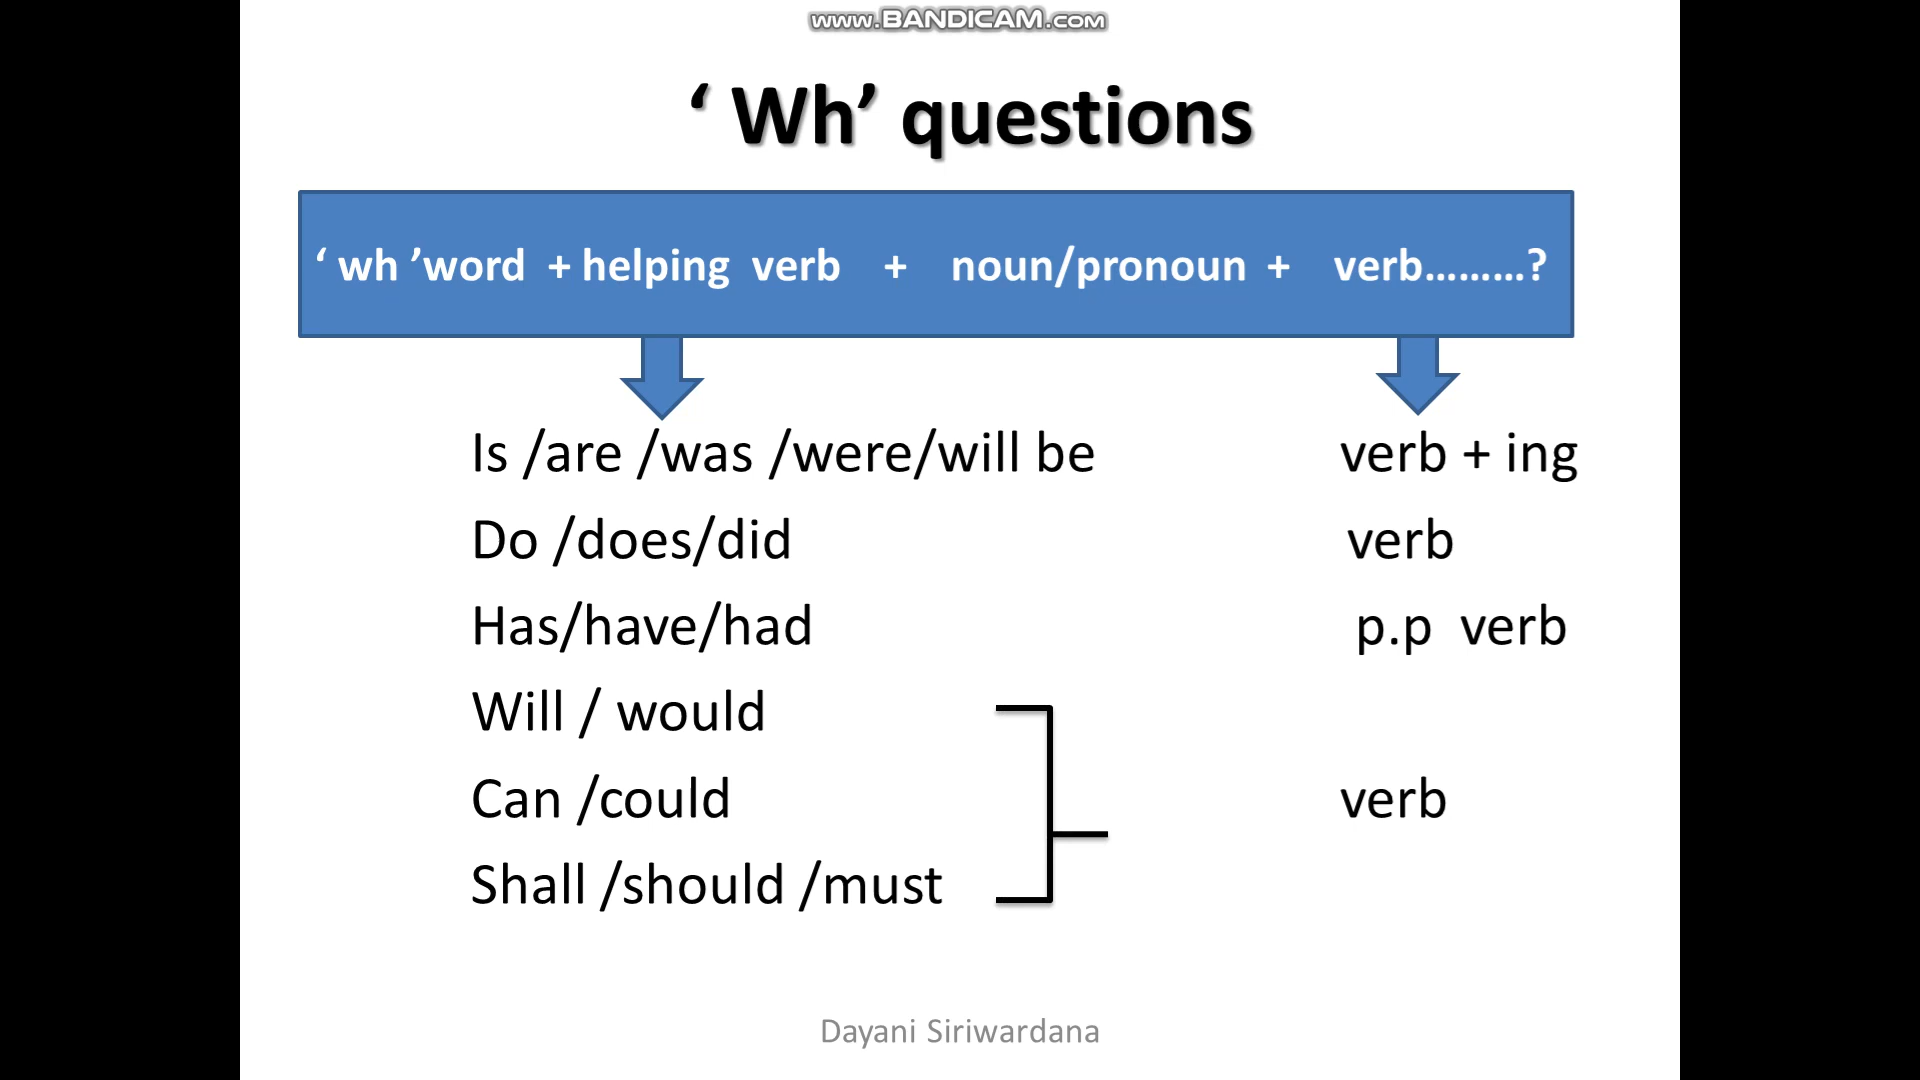 www.BANDICAM.com
‘ Wh’ questions
‘ wh ’word + helping verb + noun/pronoun + verb.........?
Is /are /was /were/will be verb + ing
Do /does/did verb
Has/have/had p.p verb
Will / would
Can /could verb
Shall /should /must
Dayani Siriwardana